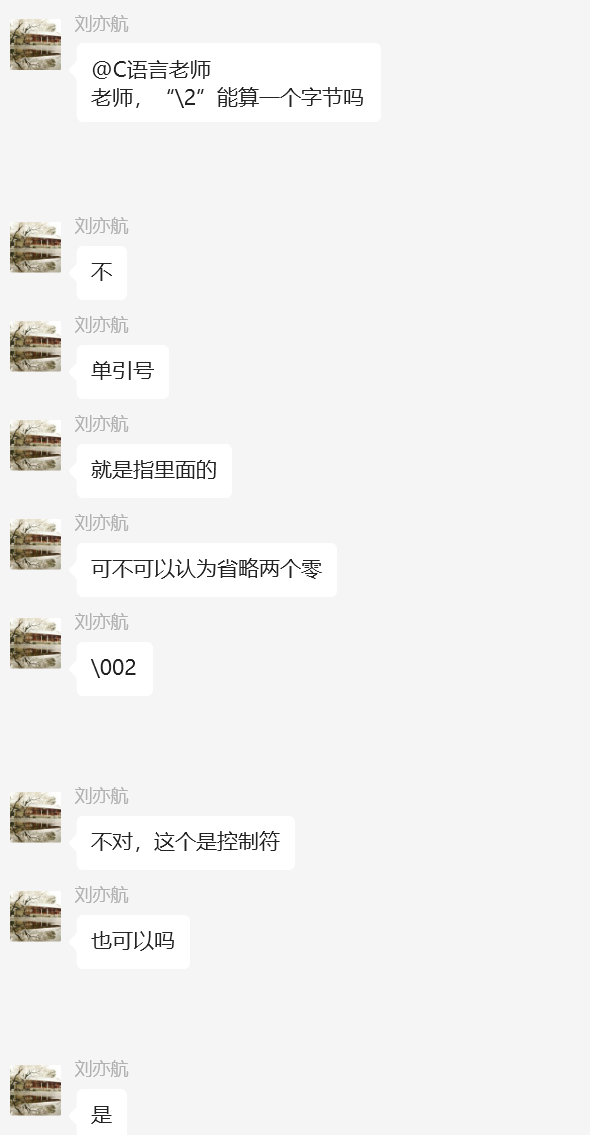 刘亦航
@C语言老师
老师，“\2”能算一个字节吗
刘亦航
不
刘亦航
单引号
刘亦航
就是指里面的
刘亦航
可不可以认为省略两个零
刘亦航
\002
刘亦航
不对，这个是控制符
刘亦航
也可以吗
刘亦航
是